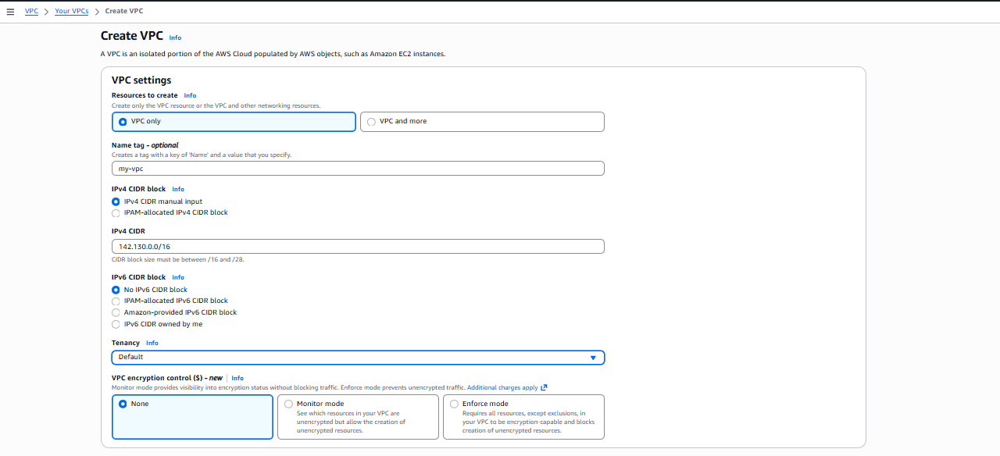 VPC > Your VPCs > Create VPC
Create VPC Info
A VPC is an isolated portion of the AWS Cloud populated by AWS objects, such as Amazon EC2 instances.
VPC settings
Resources to create Info
Create only the VPC resource or the VPC and other networking resources.
VPC only
VPC and more
Name tag - optional
Creates a tag with a key of 'Name' and a value that you specify.
my-vpc
IPv4 CIDR block Info
IPv4 CIDR manual input
IPAM-allocated IPv4 CIDR block
IPv4 CIDR
142.130.0.0/16
CIDR block size must be between /16 and /28.
IPv6 CIDR block Info
No IPv6 CIDR block
IPAM-allocated IPv6 CIDR block
Amazon-provided IPv6 CIDR block
IPv6 CIDR owned by me
Tenancy Info
Default
VPC encryption control ($) - new Info
Monitor mode provides visibility into encryption status without blocking traffic. Enforce mode prevents unencrypted traffic. Additional charges apply
None
Monitor mode
See which resources in your VPC are
unencrypted but allow the creation of
unencrypted resources.
Enforce mode
Requires all resources, except exclusions, in
your VPC to be encryption-capable and blocks
creation of unencrypted resources.